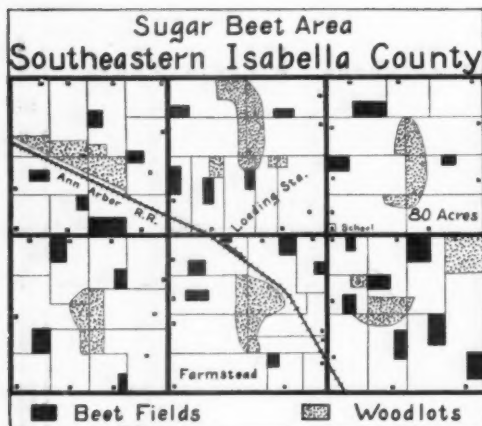 Sugar Beet Area
Southeastern Isabella County
Ann Arbor R.R.
Loading Sta.
80 Acres
School
Farmstead
Beet Fields
Woodlots